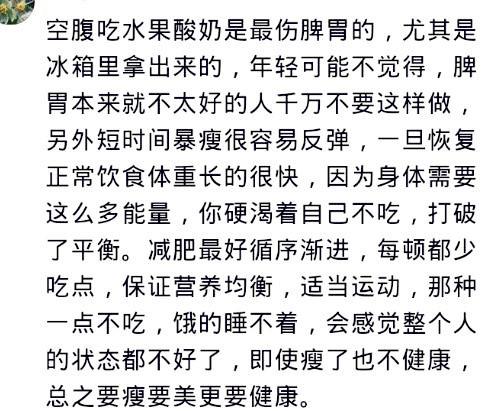 空腹吃水果酸奶是最伤脾胃的，尤其是
冰箱里拿出来的，年轻可能不觉得，脾
胃本来就不太好的人千万不要这样做，
另外短时间暴瘦很容易反弹，一旦恢复
正常饮食体重长的很快，因为身体需要
这么多能量，你硬渴着自己不吃，打破
了平衡。减肥最好循序渐进，每顿都少
吃点，保证营养均衡，适当运动，那种
一点不吃，饿的睡不着，会感觉整个人
的状态都不好了，即使瘦了也不健康，
总之要瘦要美更要健康。